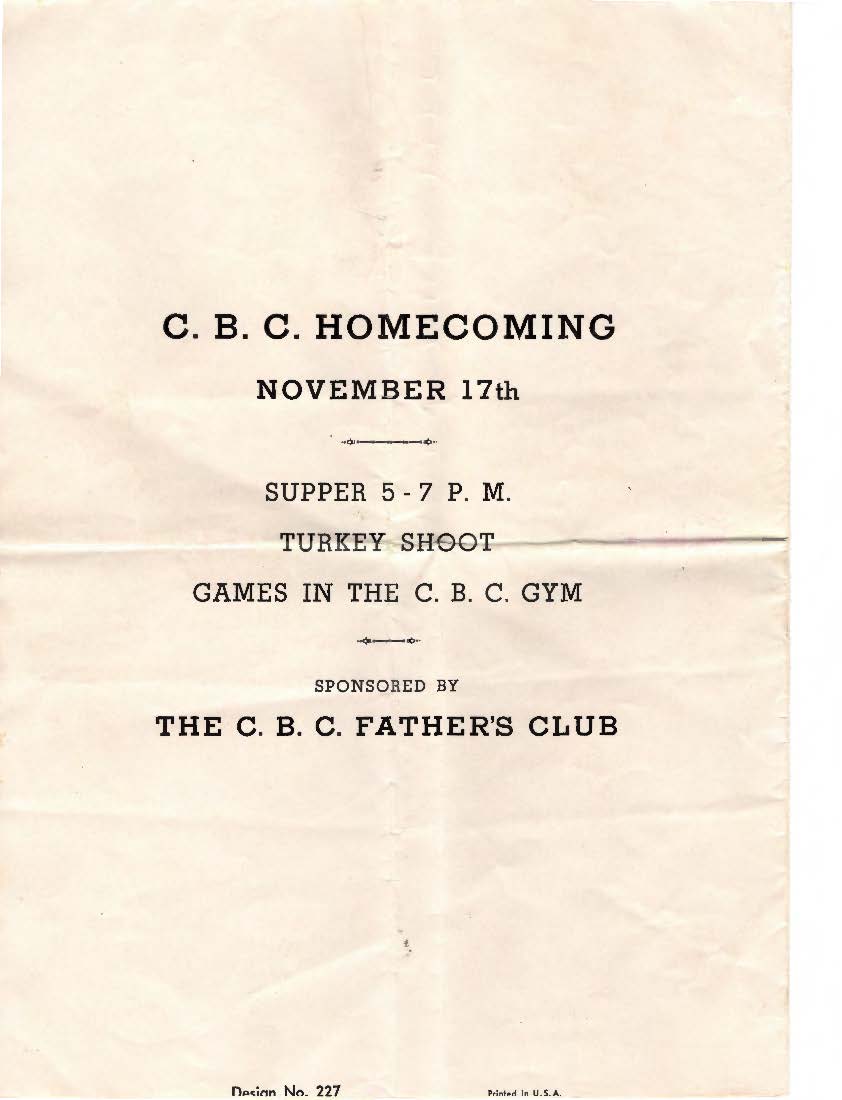 C. B. C. HOMECOMING
NOVEMBER 17th
SUPPER 5 - 7 P. M.
TURKEY SHOOT
GAMES IN THE C. B. C. GYM
SPONSORED BY
THE C. B. C. FATHER'S CLUB
Design No. 227 Printed In U.S.A.